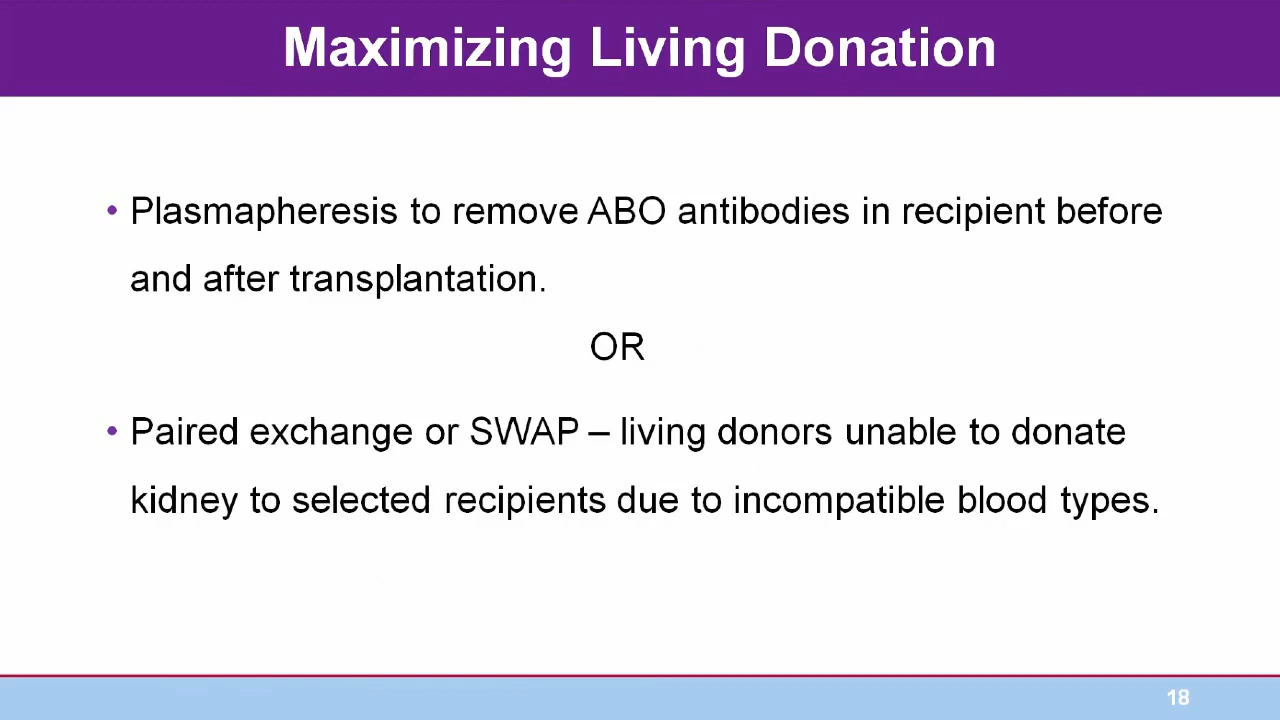 Maximizing Living Donation
• Plasmapheresis to remove ABO antibodies in recipient before
and after transplantation.
OR
• Paired exchange or SWAP – living donors unable to donate
kidney to selected recipients due to incompatible blood types.
18